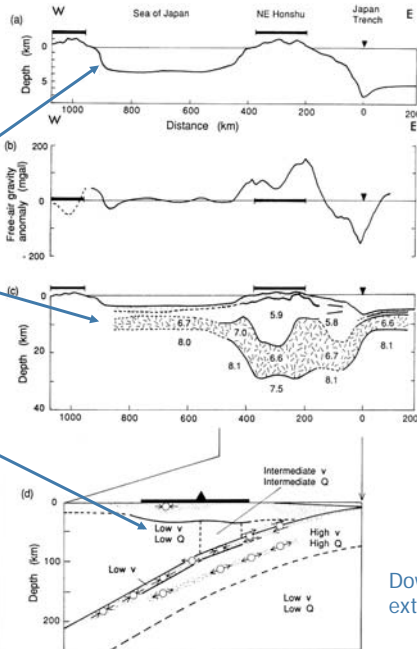 W Sea of Japan NE Honshu Japan Trench E
(a)
Depth (km)
0
5
1000 800 600 400 200 0 200
W Distance (km) E
(b)
Free-air gravity anomaly (mgal)
200
0
- 200
(c)
Depth (km)
0
20
40
5.9
5.8
6.7
7.0
6.6
6.6
6.7
8.0
8.1
8.1
8.1
7.5
1000 800 600 400 200 0 200
(d)
Intermediate v
Intermediate Q
Low v
Low Q
High v
High Q
Low v
Low v
Low Q
Depth (km)
0
100
200
Dow
ext